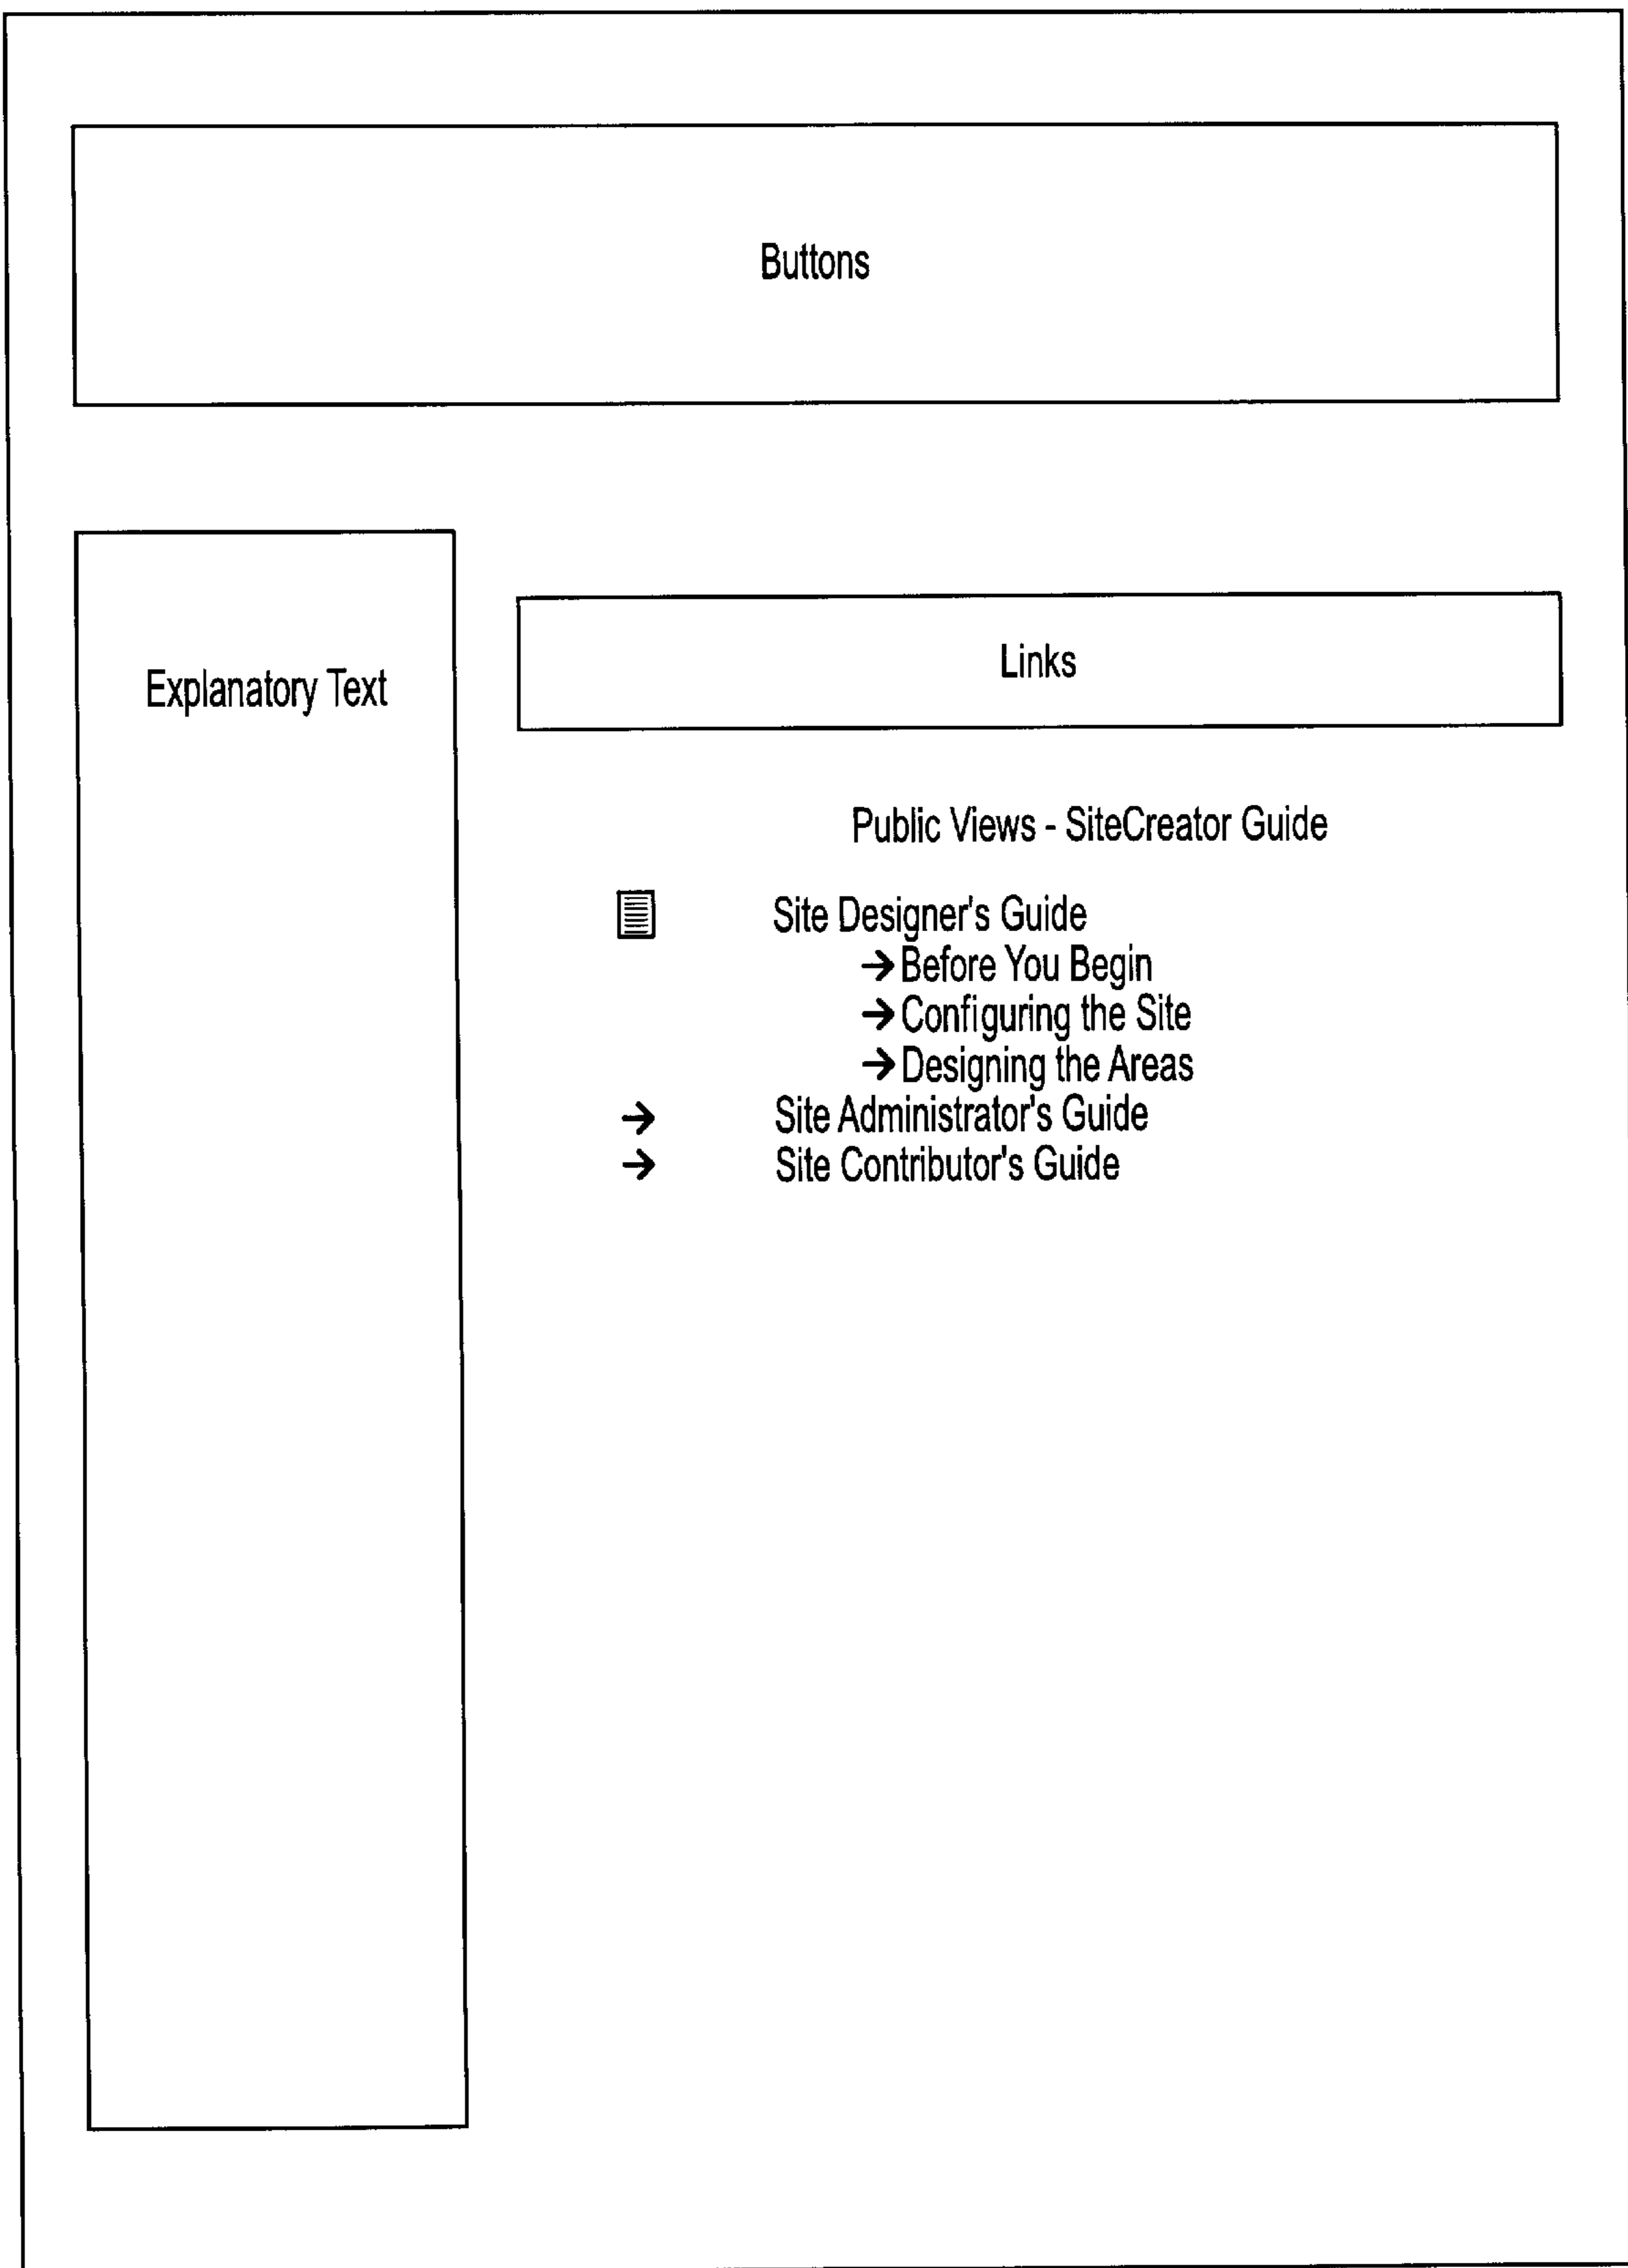 Buttons
Explanatory Text
Links
Public Views - SiteCreator Guide
Site Designer's Guide
→Before You Begin
→Configuring the Site
→Designing the Areas
→ Site Administrator's Guide
→ Site Contributor's Guide